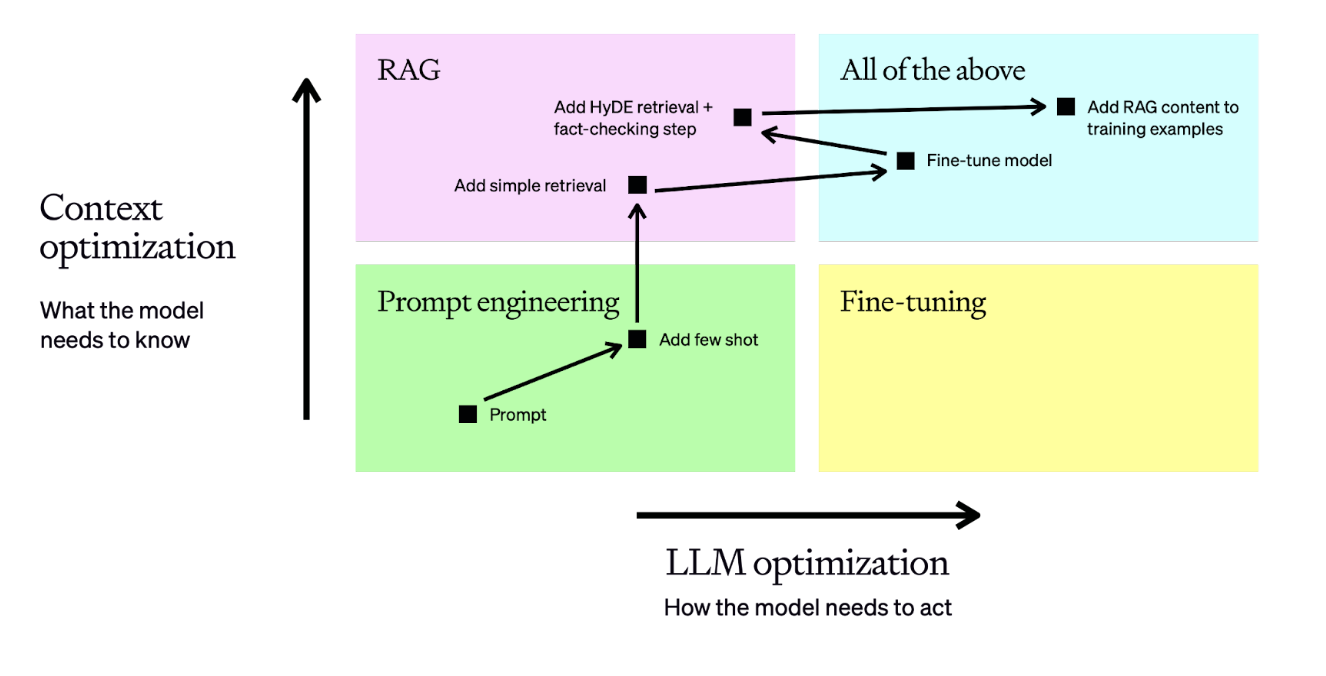 RAG
All of the above
Add HyDE retrieval +
fact-checking step
Add RAG content to
training examples
Fine-tune model
Add simple retrieval
Context
optimization
What the model
needs to know
Prompt engineering
Fine-tuning
Add few shot
Prompt
LLM optimization
How the model needs to act